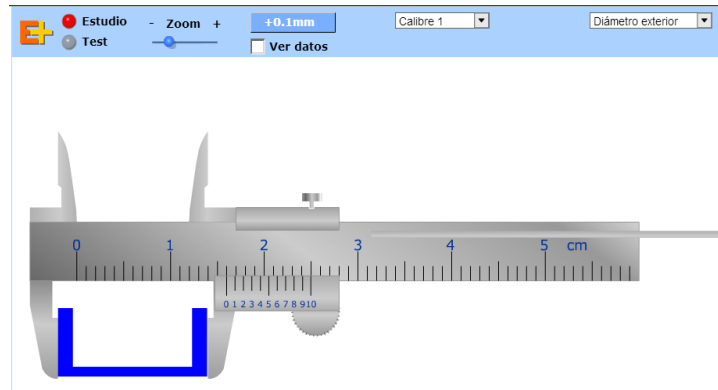 E+ Estudio - Zoom + +0.1mm Calibre 1 Diámetro exterior
Test Ver datos
0 1 2 3 4 5 cm
0 1 2 3 4 5 6 7 8 9 10